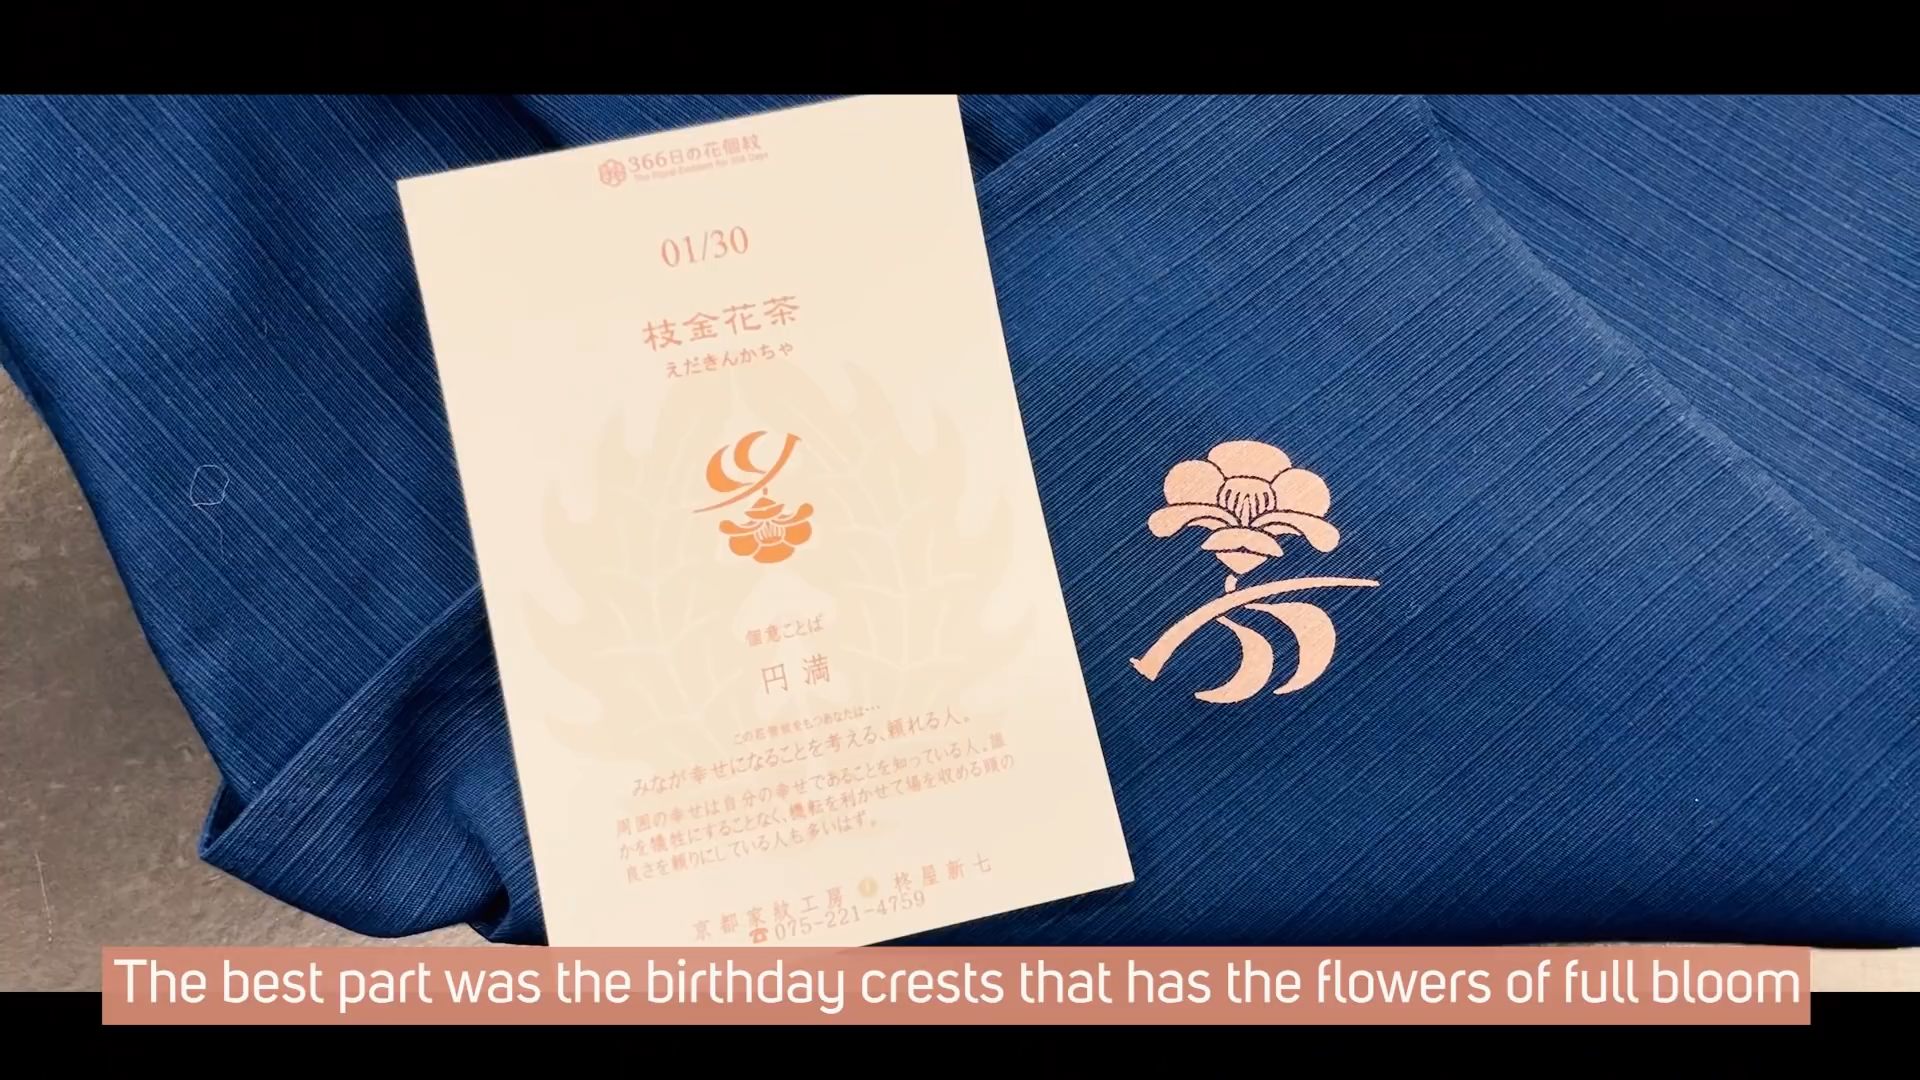 366日の花個紋
The Floral Emblem for 366 Days
01/30
枝金花茶
えだきんかちゃ
個意ことば
円満
この花個紋をもつあなたは…
みなが幸せになることを考える、頼れる人。
周囲の幸せは自分の幸せであることを知っている人。誰
かを犠牲にすることなく、機転を利かせて場を収める頭の
良さを頼りにしている人も多いはず。
京都家紋工房 柊屋新七
☎075-221-4759
The best part was the birthday crests that has the flowers of full bloom